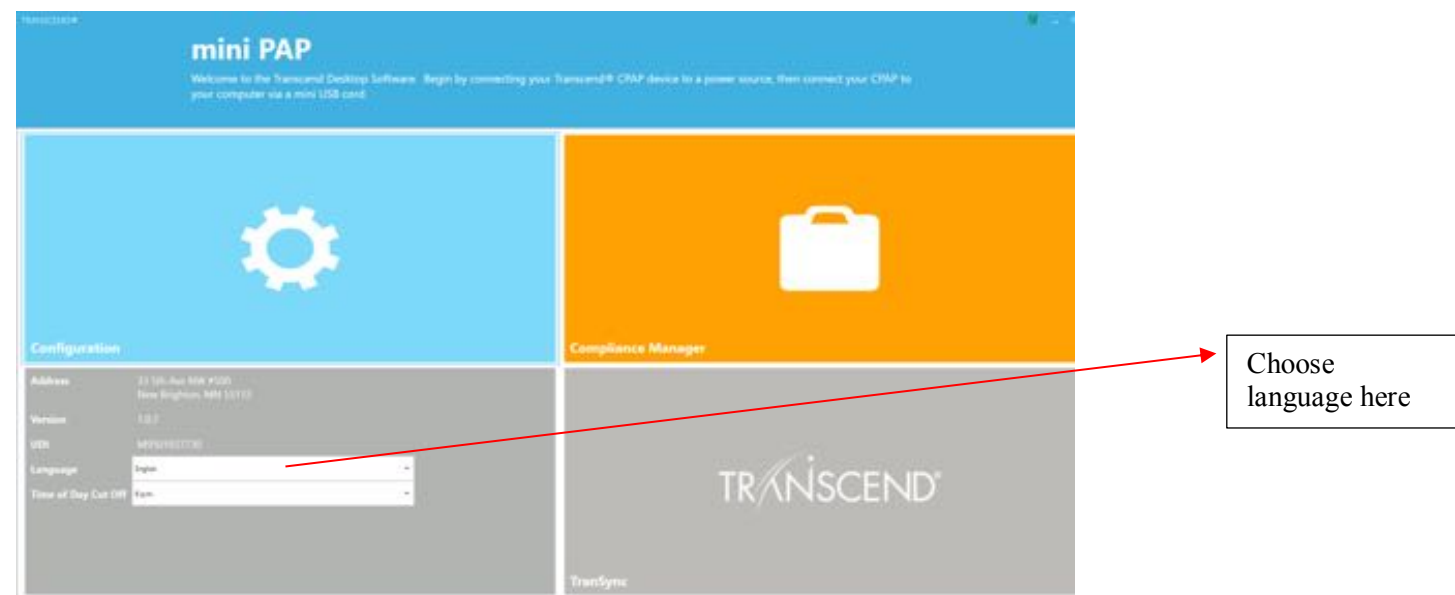 TRANSCEND®
mini PAP
Welcome to the Transcend Desktop Software. Begin by connecting your Transcend® CPAP device to a power source, then connect your CPAP to
your computer via a mini USB cord.
Configuration
Compliance Manager
Address
New Brighton, MN
Version
UDI
Language English
Time of Day Cut Off
TRANSCEND®
TranSync
Choose
language here